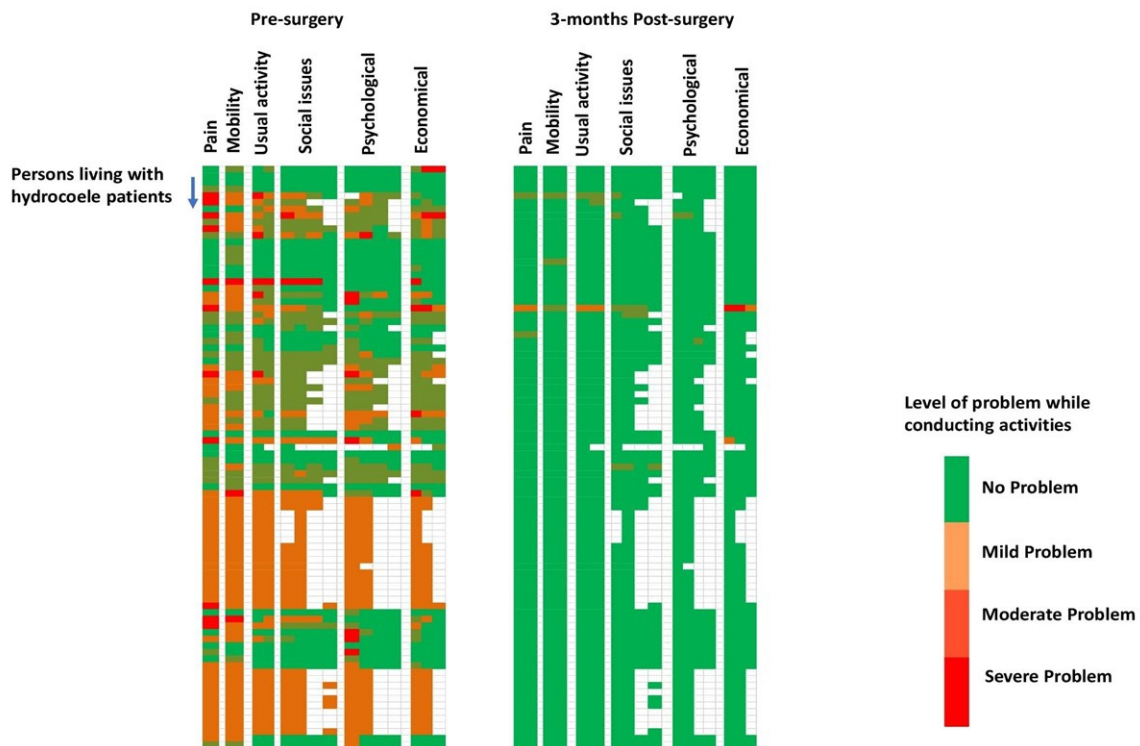 Pre-surgery
3-months Post-surgery
Pain
Mobility
Usual activity
Social issues
Psychological
Economical
Pain
Mobility
Usual activity
Social issues
Psychological
Economical
Persons living with
hydrocoele patients
Level of problem while
conducting activities
No Problem
Mild Problem
Moderate Problem
Severe Problem